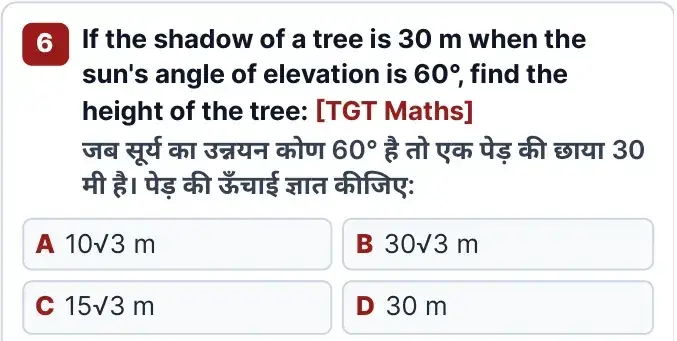 6 If the shadow of a tree is 30 m when the
sun's angle of elevation is 60°, find the
height of the tree: [TGT Maths]
जब सूर्य का उन्नयन कोण 60° है तो एक पेड़ की छाया 30
मी है। पेड़ की ऊँचाई ज्ञात कीजिए:
A 10√3 m
B 30√3 m
C 15√3 m
D 30 m